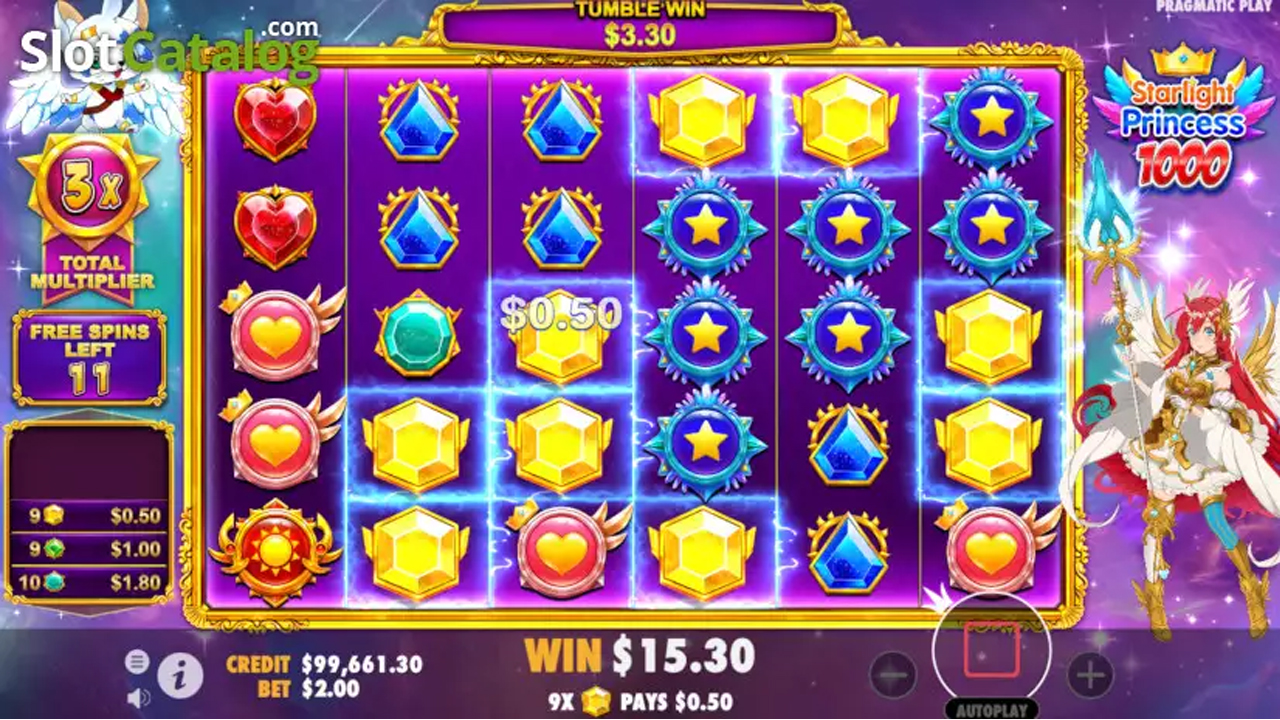 SlotCatalog.com
TUMBLE WIN
$3.30
PRAGMATIC PLAY
Starlight
Princess
1000
3x
TOTAL
MULTIPLIER
FREE SPINS
LEFT
11
$0.50
9 $0.50
9 $1.00
10 $1.80
CREDIT $99,661.30
BET $2.00
WIN $15.30
9X PAYS $0.50
AUTOPLAY